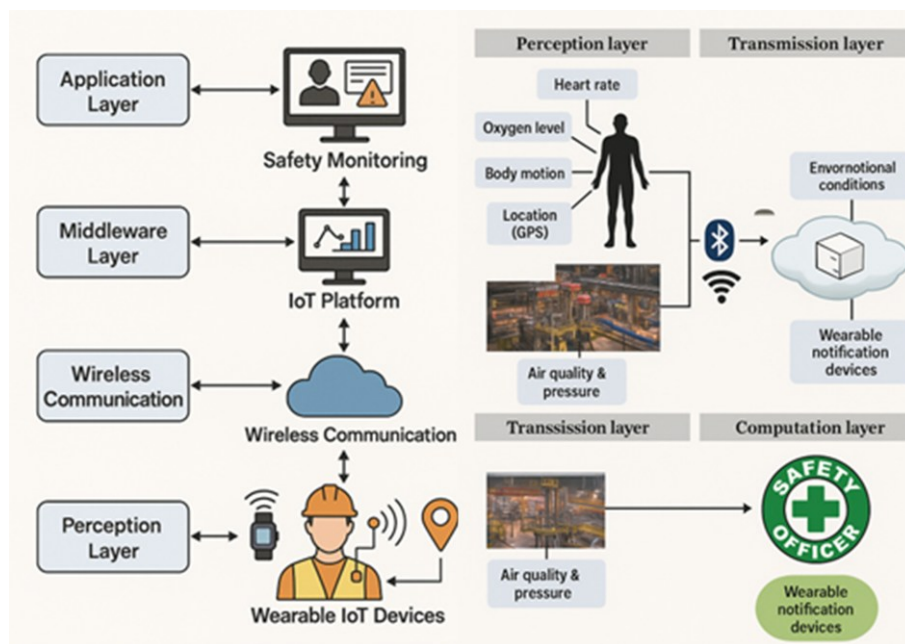 Application
Layer
Safety Monitoring
Middleware
Layer
IoT Platform
Wireless
Communication
Wireless Communication
Perception
Layer
Wearable IoT Devices
Perception layer
Transmission layer
Heart rate
Oxygen level
Body motion
Location
(GPS)
Envornotional
conditions
Air quality &
pressure
Wearable
notification
devices
Transsission layer
Computation layer
Air quality &
pressure
SAFETY
OFFICER
Wearable
notification
devices